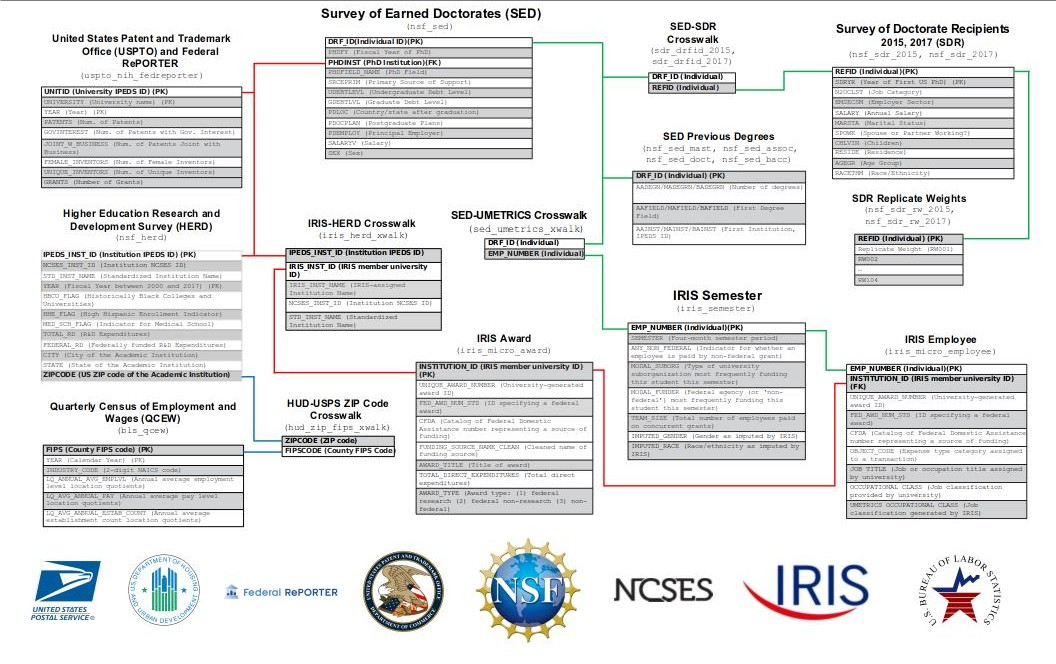 United States Patent and Trademark
Office (USPTO) and Federal
RePORTER)
(uspto_nih_fedreporter)
UNITID (University IPEDS ID) (PK)
UNIVERSITY (University name) (PK)
YEAR (Year) (PK)
PATENTS (Num. of Patents)
GOVINTEREST (Num. of Patents with Gov. Interest)
JOINT_W_BUSINESS (Num. of Patents Joint with
Business)
FEMALE_INVENTORS (Num. of Female Inventors)
UNIQUE_INVENTORS (Num. of Unique Inventors)
GRANTS (Number of Grants)
Survey of Earned Doctorates (SED)
(nsf_sed)
DRF_ID(Individual ID)(PK)
PHDFY (Fiscal Year of PhD)
PHDINST (PhD Institution)(FK)
PHDFIELD_NAME (PhD Field)
SRCEPRIM (Primary Source of Support)
UDEBTLEVL (Undergraduate Debt Level)
GDEBTLVL (Graduate Debt Level)
PDLOC (Country/state after graduation)
PDOCPLAN (Postgraduate Plans)
PDEMPLOY (Principal Employer)
SALARYV (Salary)
SEX (Sex)
SED-SDR
Crosswalk
(sdr_drfid_2015,
sdr_drfid_2017)
DRF_ID (Individual)
REFID (Individual)
Survey of Doctorate Recipients
2015, 2017 (SDR)
(nsf_sdr_2015, nsf_sdr_2017)
REFID (Individual)(PK)
SDRYR (Year of First US PhD) (PK)
N2OCLST (Job Category)
EMSECSM (Employer Sector)
SALARY (Annual Salary)
MARSTA (Marital Status)
SPOWK (Spouse or Partner Working?)
CHLVIN (Children)
RESIDE (Residence)
AGEGR (Age Group)
RACETHM (Race/Ethnicity)
SED Previous Degrees
(nsf_sed_mast, nsf_sed_assoc,
nsf_sed_doct, nsf_sed_bacc)
DRF_ID (Individual) (PK)
AADEGN/MADEGRN/BADEGRN (Number of degrees)
AAFIELD/MAFIELD/BAFIELD (First Degree
Field)
AAINST/MAINST/BAINST (First Institution,
IPEDS ID)
SDR Replicate Weights
(nsf_sdr_rw_2015,
nsf_sdr_rw_2017)
REFID (Individual) (PK)
Replicate Weight (RW001)
RW002
…
RW104
Higher Education Research and
Development Survey (HERD)
(nsf_herd)
IPEDS_INST_ID (Institution IPEDS ID) (PK)
NCSES_INST_ID (Institution NCSES ID)
STD_INST_NAME (Standardized Institution Name)
YEAR (Fiscal Year between 2000 and 2017) (PK)
HBCU_FLAG (Historically Black Colleges and
Universities)
HHE_FLAG (High Hispanic Enrollment Indicator)
MED_SCH_FLAG (Indicator for Medical School)
TOTAL_RD (R&D Expenditures)
FEDERAL_RD (Federally funded R&D Expenditures)
CITY (City of the Academic Institution)
STATE (State of the Academic Institution)
ZIPCODE (US ZIP code of the Academic Institution)
IRIS-HERD Crosswalk
(iris_herd_xwalk)
IPEDS_INST_ID (Institution IPEDS ID)
IRIS_INST_ID (IRIS member university
ID)
IRIS_INST_NAME (IRIS-assigned
Institution Name)
NCSES_INST_ID (Institution NCSES ID)
STD_INST_NAME (Standardized
Institution Name)
SED-UMETRICS Crosswalk
(sed_umetrics_xwalk)
DRF_ID (Individual)
EMP_NUMBER (Individual)
IRIS Semester
(iris_semester)
EMP_NUMBER (Individual)(PK)
SEMESTER (Four-month semester period)
ANY_NON_FEDERAL (Indicator for whether an
employee is paid by non-federal grant)
MODAL_SUBORG (Type of university
suborganization most frequently funding
this student this semester)
MODAL_FUNDER (Federal agency (or 'non-
federal') most frequently funding this
student this semester)
TEAM_SIZE (Total number of employees paid
on concurrent grants)
IMPUTED_GENDER (Gender as imputed by IRIS)
IMPUTED_RACE (Race/ethnicity as imputed by
IRIS)
IRIS Employee
(iris_micro_employee)
EMP_NUMBER (Individual)(PK)
INSTITUTION_ID (IRIS member university ID)
(FK)
UNIQUE_AWARD_NUMBER (University-generated
award ID)
FED_AWD_NUM_STD (ID specifying a federal
award)
CFDA (Catalog of Federal Domestic Assistance
number representing a source of funding)
OBJECT_CODE (Expense type category assigned
to a transaction)
JOB TITLE (Job or occupation title assigned
by university)
OCCUPATIONAL CLASS (Job classification
provided by university)
UMETRICS OCCUPATIONAL CLASS (Job
classification generated by IRIS)
IRIS Award
(iris_micro_award)
INSTITUTION_ID (IRIS member university ID)
(PK)
UNIQUE_AWARD_NUMBER (University-generated
award ID)
FED_AWD_NUM_STD (ID specifying a federal
award)
CFDA (Catalog of Federal Domestic
Assistance number representing a source of
funding)
FUNDING_SOURCE_NAME_CLEAN (Cleaned name of
funding source)
AWARD_TITLE (Title of award)
TOTAL_DIRECT_EXPENDITURES (Total direct
expenditures)
AWARD_TYPE (Award type: (1) federal
research (2) federal non-research (3) non-
federal)
Quarterly Census of Employment and
Wages (QCEW)
(bls_qcew)
FIPS (County FIPS code) (PK)
YEAR (Calendar Year) (PK)
INDUSTRY_CODE (2-digit NAICS code)
LQ_ANNUAL_AVG_EMPLVL (Annual average employment
level location quotients)
LQ_AVG_ANNUAL_PAY (Annual average pay level
location quotients)
LQ_AVG_ANNUAL_ESTAB_COUNT (Annual average
establishment count location quotients)
HUD-USPS ZIP Code
Crosswalk
(hud_zip_fips_xwalk)
ZIPCODE (ZIP code)
FIPSCODE (County FIPS Code)
UNITED STATES
POSTAL SERVICE®
U.S. DEPARTMENT OF HOUSING
AND URBAN DEVELOPMENT
Federal RePORTER
UNITED STATES PATENT AND TRADEMARK OFFICE
DEPARTMENT OF COMMERCE
NSF
NCSES
IRIS
U.S. BUREAU OF LABOR STATISTICS